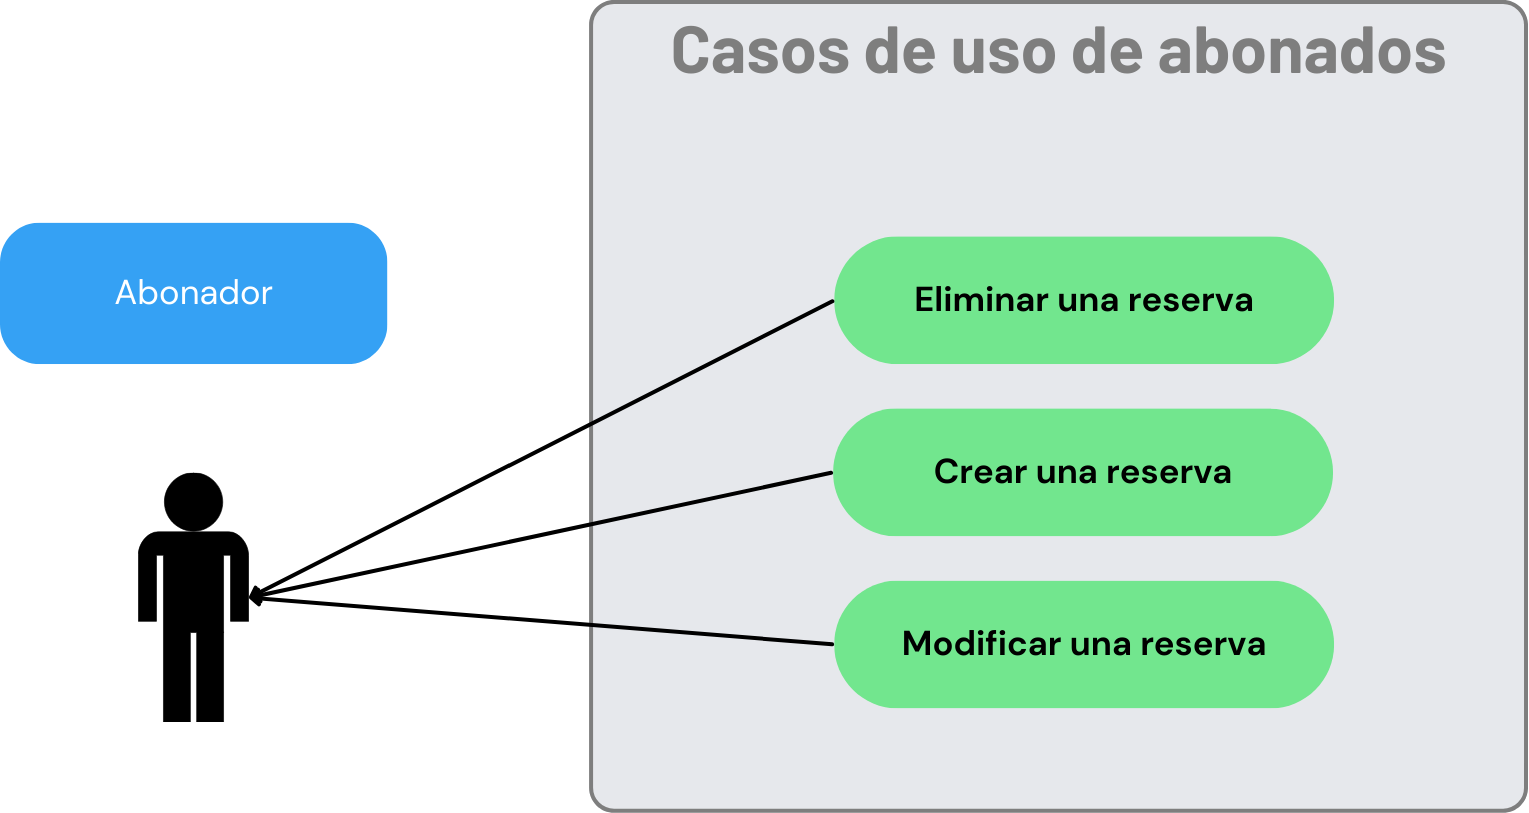 Casos de uso de abonados
Abonador
Eliminar una reserva
Crear una reserva
Modificar una reserva